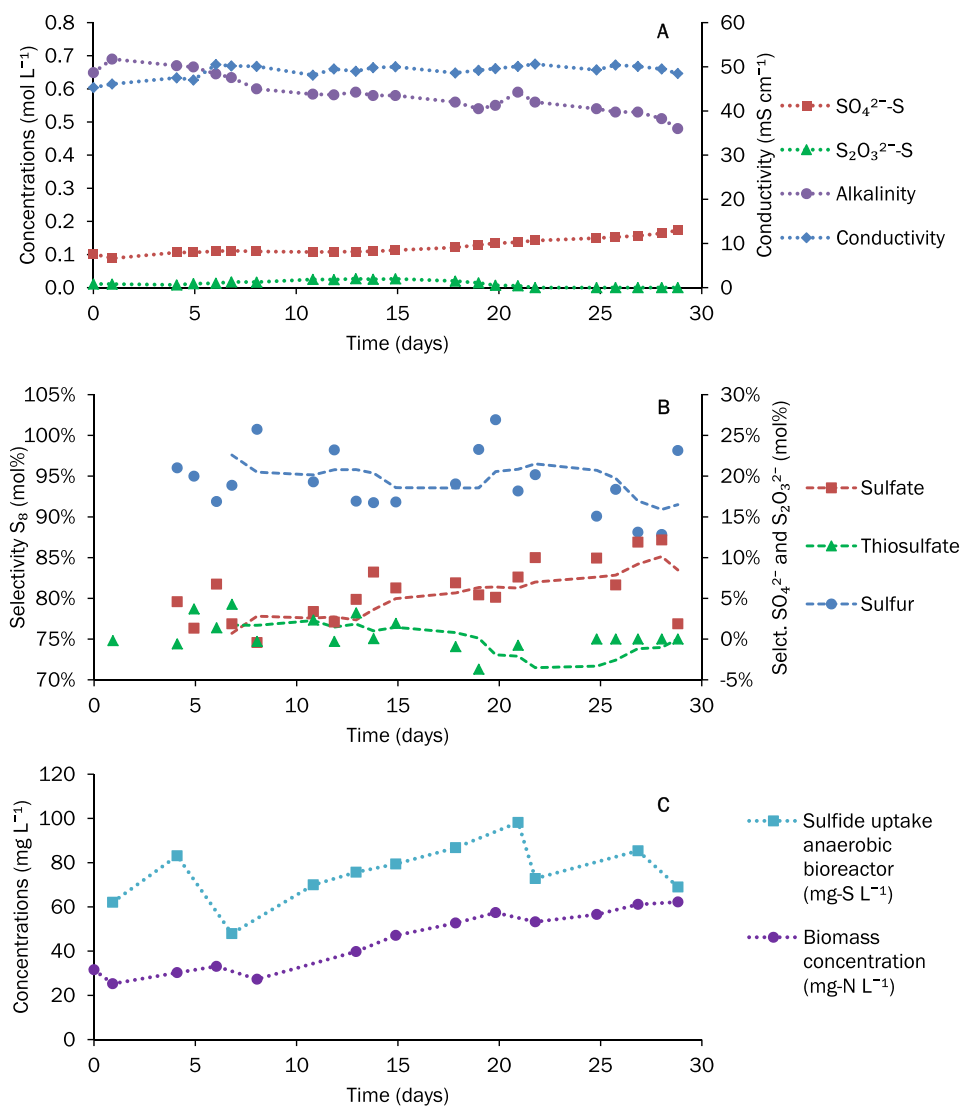 A
Concentrations (mol L⁻¹)
0.8
0.7
0.6
0.5
0.4
0.3
0.2
0.1
0.0
60
50
40
30
20
10
0
Conductivity (mS cm⁻¹)
0 5 10 15 20 25 30
Time (days)
SO₄²⁻-S
S₂O₃²⁻-S
Alkalinity
Conductivity
B
Selectivity S₈ (mol%)
105%
100%
95%
90%
85%
80%
75%
70%
30%
25%
20%
15%
10%
5%
0%
-5%
Selct. SO₄²⁻ and S₂O₃²⁻ (mol%)
0 5 10 15 20 25 30
Time (days)
Sulfate
Thiosulfate
Sulfur
C
Concentrations (mg L⁻¹)
120
100
80
60
40
20
0
0 5 10 15 20 25 30
Time (days)
Sulfide uptake
anaerobic
bioreactor
(mg-S L⁻¹)
Biomass
concentration
(mg-N L⁻¹)